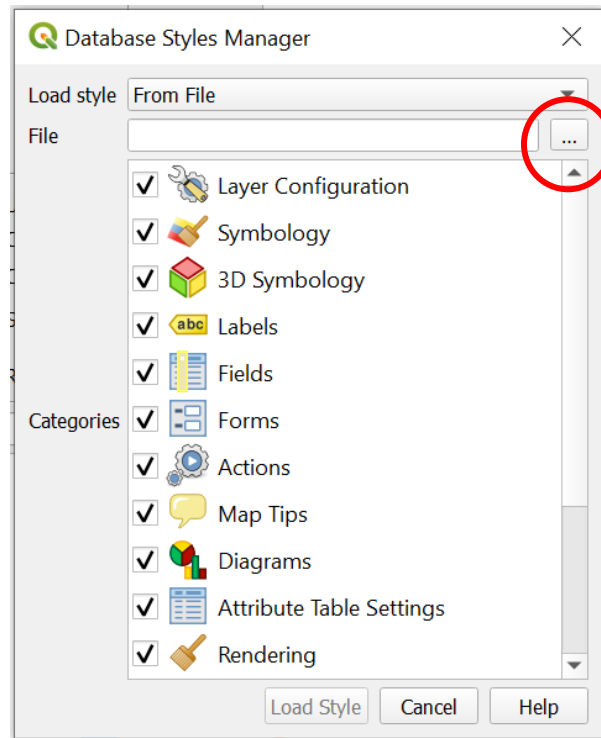 Database Styles Manager
Load style From File
File ...
Layer Configuration
Symbology
3D Symbology
abc Labels
Fields
Categories Forms
Actions
Map Tips
Diagrams
Attribute Table Settings
Rendering
Load Style Cancel Help